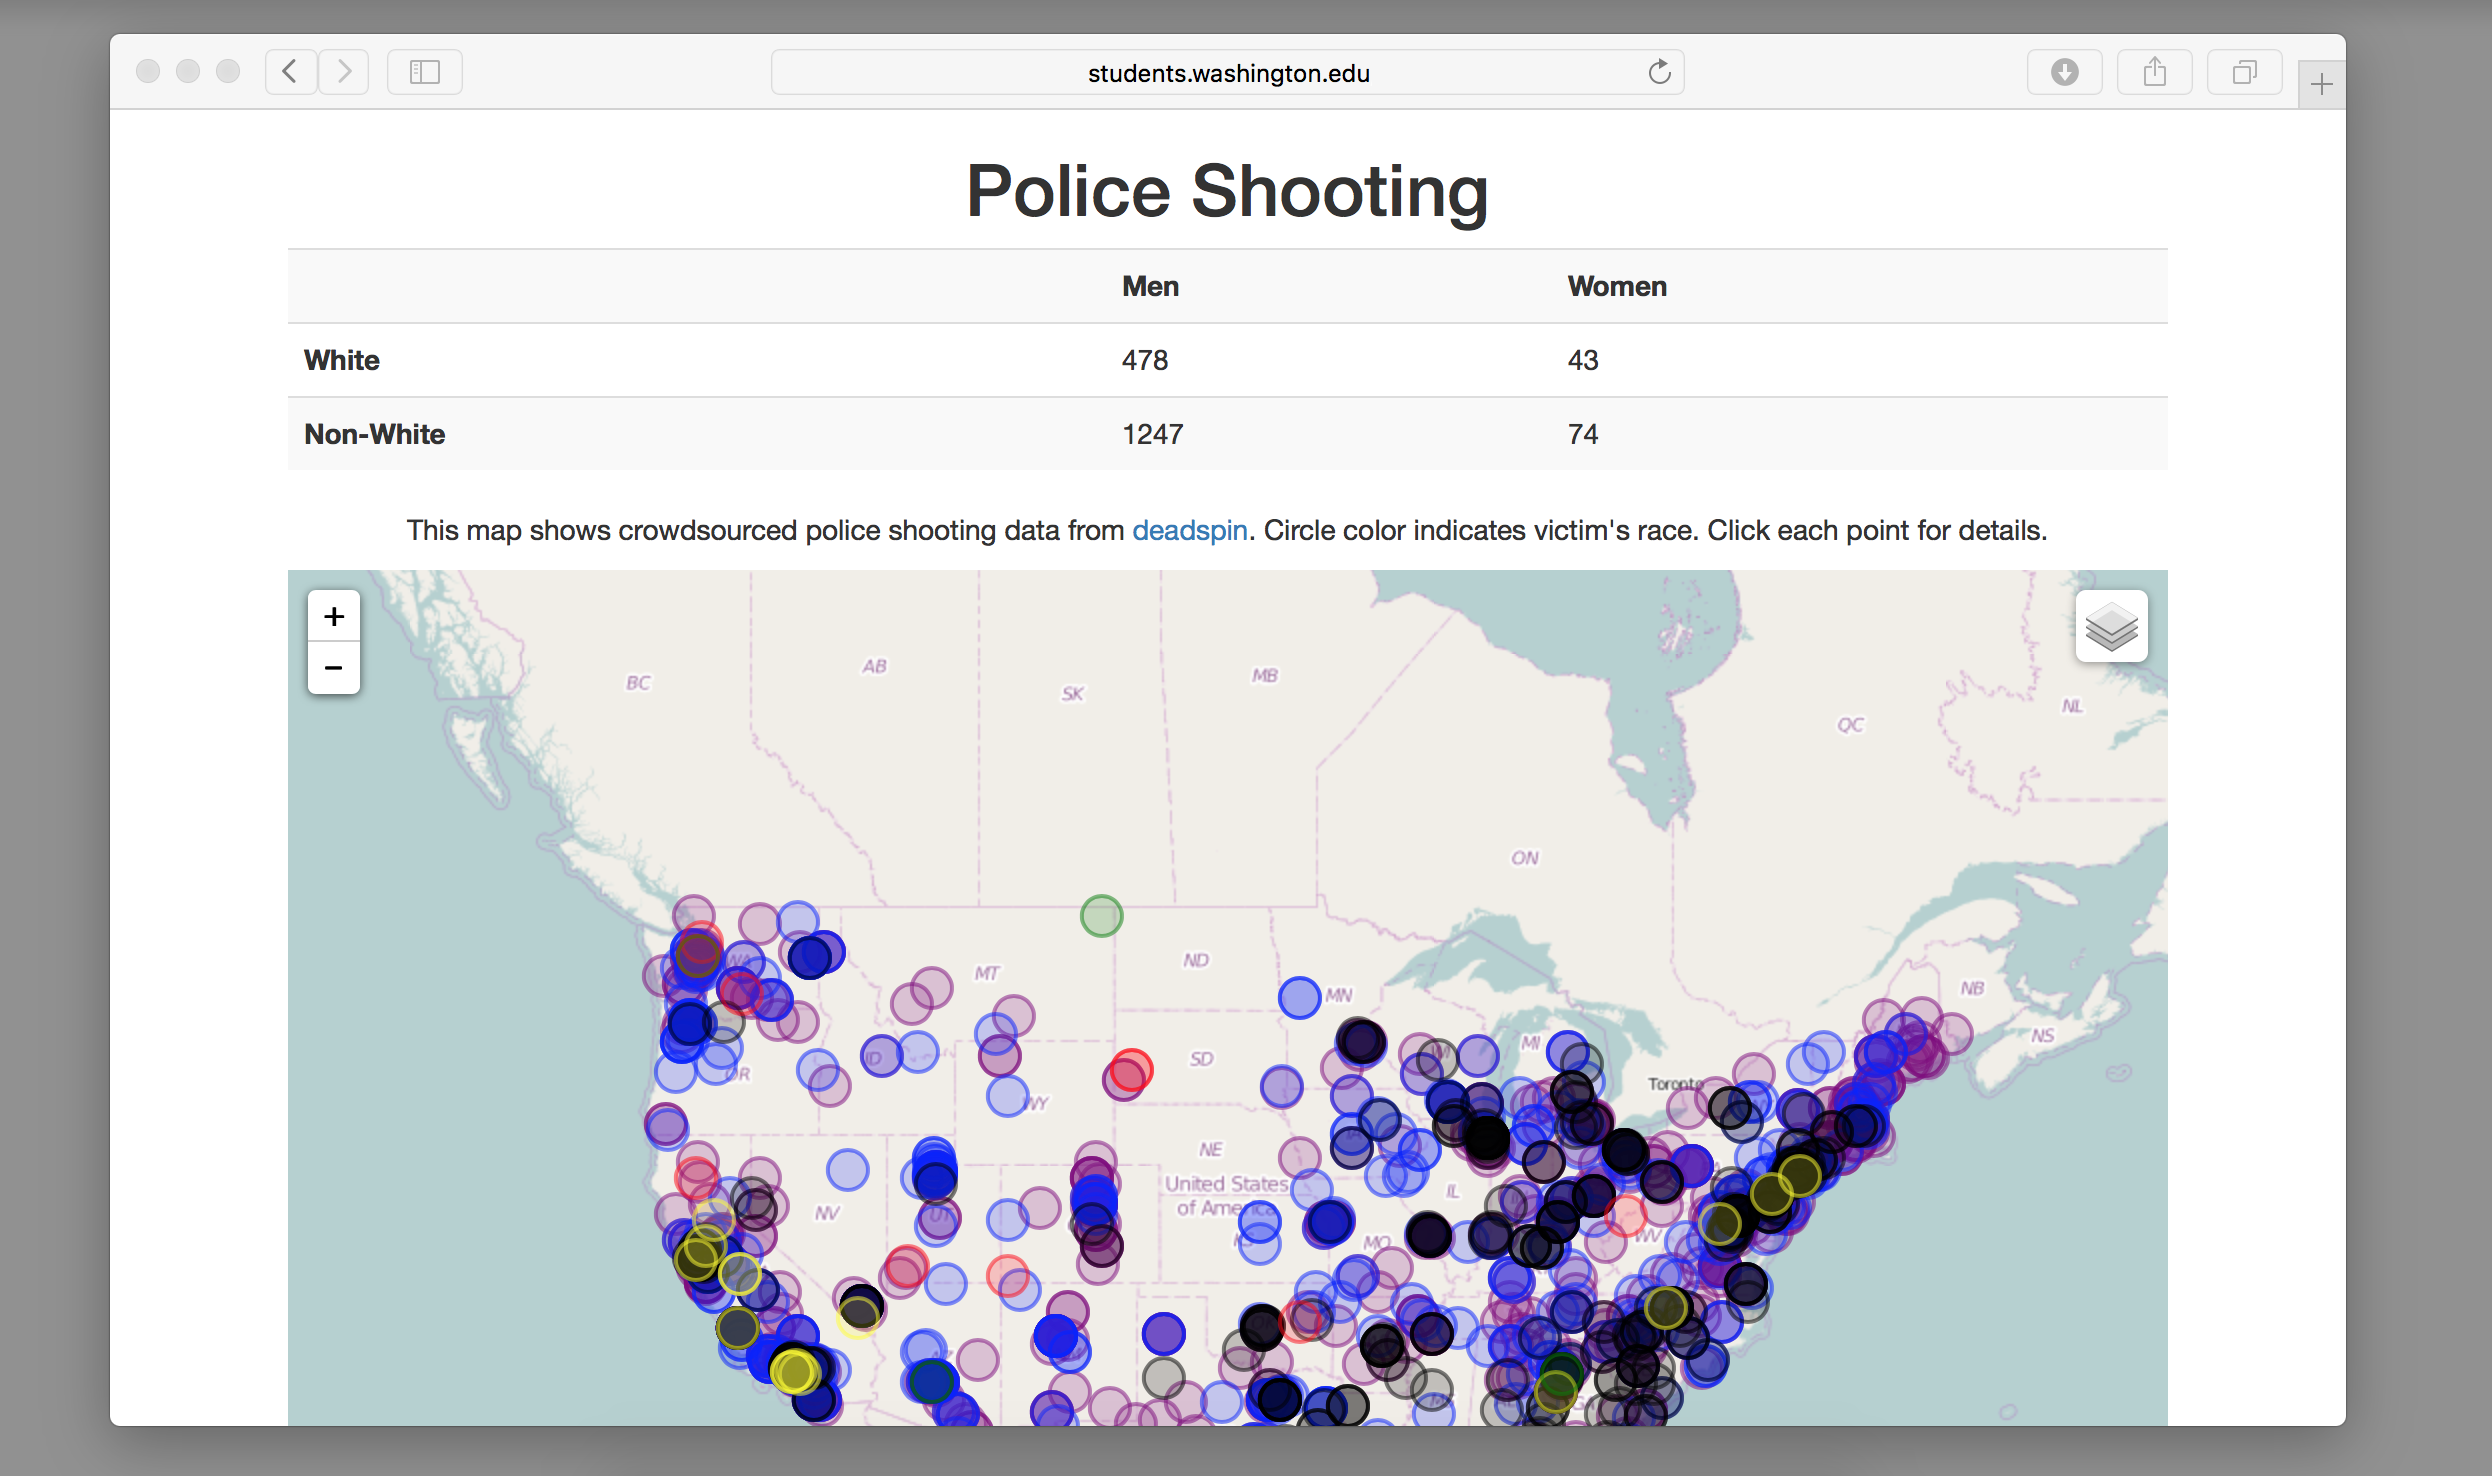 students.washington.edu
Police Shooting
Men Women
White 478 43
Non-White 1247 74
This map shows crowdsourced police shooting data from deadspin. Circle color indicates victim's race. Click each point for details.
+
−
BC
AB
SK
MB
ON
QC
NL
NB
NS
WA
MT
ND
MN
OR
ID
SD
WY
MI
Toronto
NE
United States
of America
NV
UT
IL
MO
WV